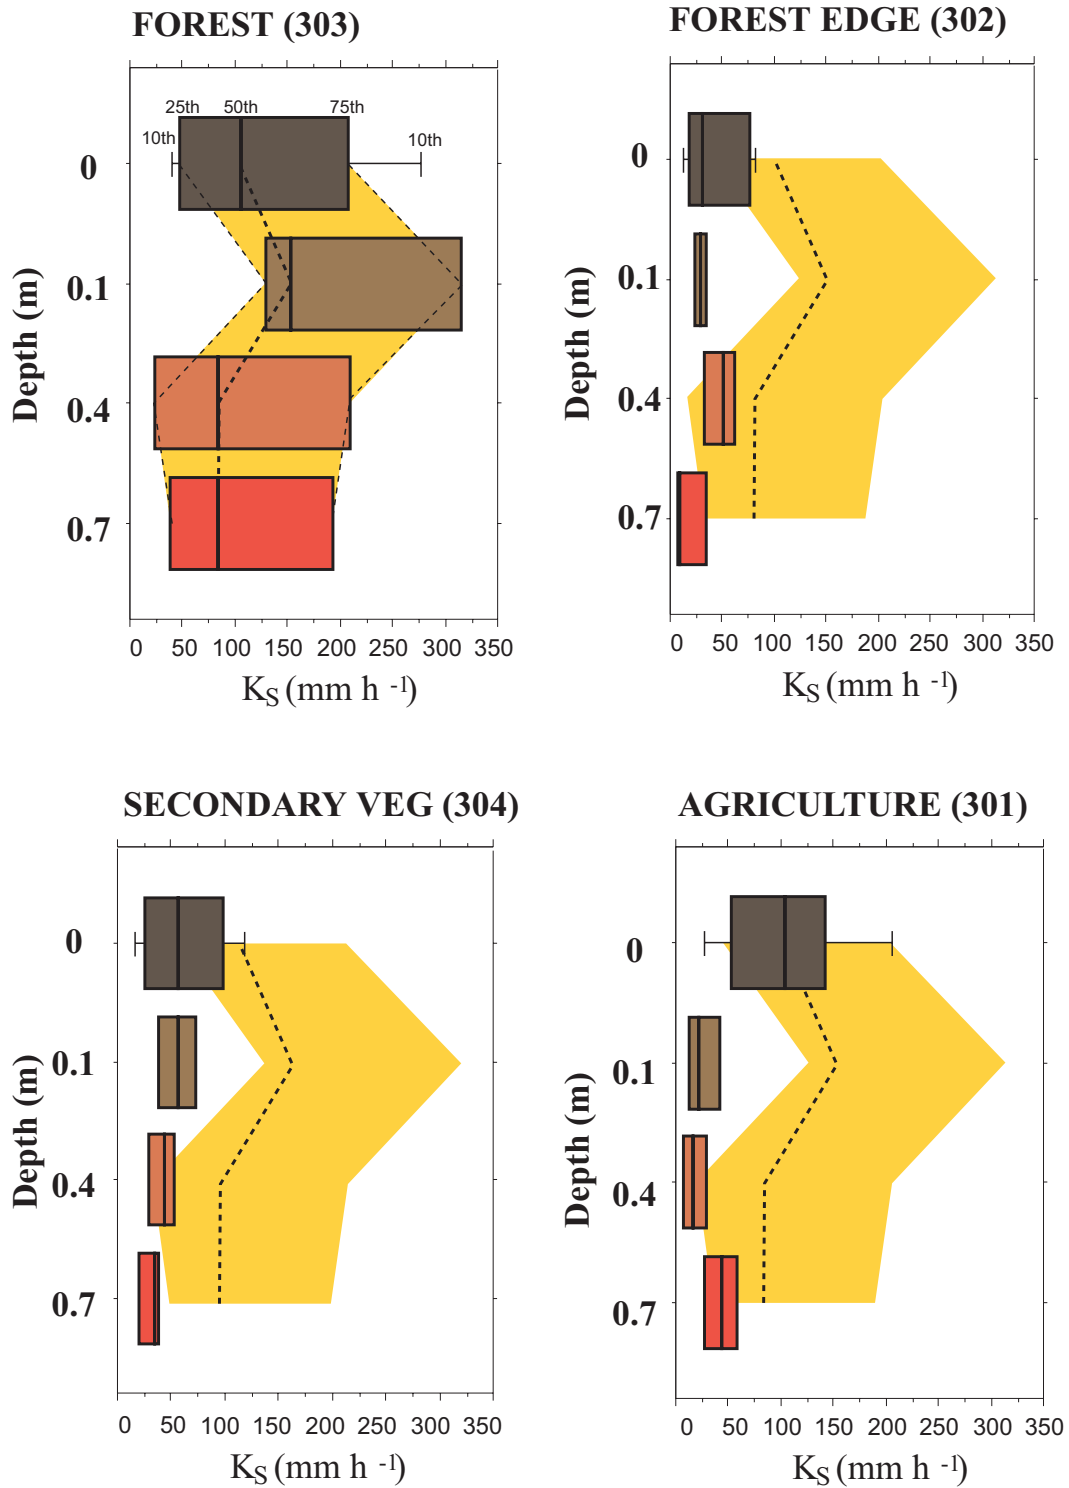 FOREST (303)
25th 50th 75th
10th 10th
0
0.1
0.4
0.7
Depth (m)
0 50 100 150 200 250 300 350
KS (mm h -1)
FOREST EDGE (302)
0
0.1
0.4
0.7
Depth (m)
0 50 100 150 200 250 300 350
KS (mm h -1)
SECONDARY VEG (304)
0
0.1
0.4
0.7
Depth (m)
0 50 100 150 200 250 300 350
KS (mm h -1)
AGRICULTURE (301)
0
0.1
0.4
0.7
Depth (m)
0 50 100 150 200 250 300 350
KS (mm h -1)